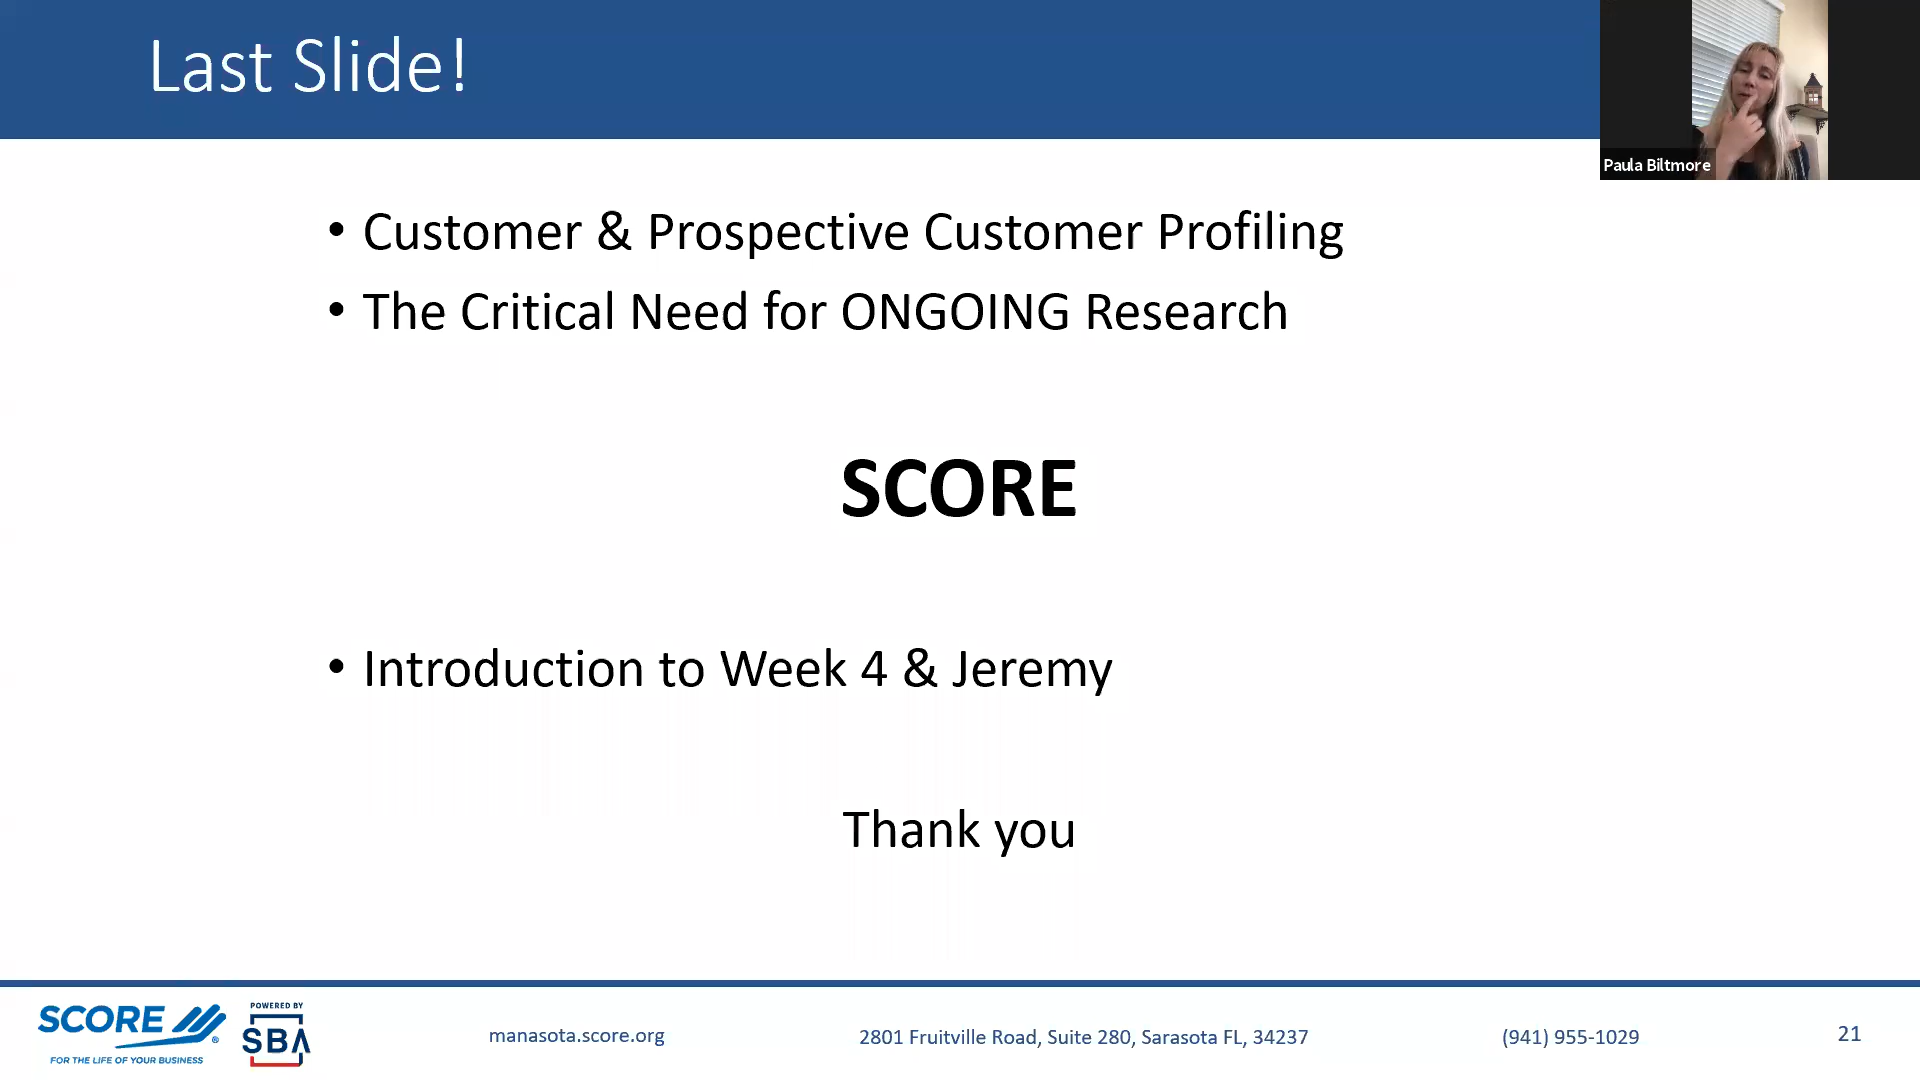 Last Slide!
Paula Biltmore
• Customer & Prospective Customer Profiling
• The Critical Need for ONGOING Research
SCORE
• Introduction to Week 4 & Jeremy
Thank you
SCORE®
FOR THE LIFE OF YOUR BUSINESS
POWERED BY
SBA
manasota.score.org
2801 Fruitville Road, Suite 280, Sarasota FL, 34237
(941) 955-1029
21